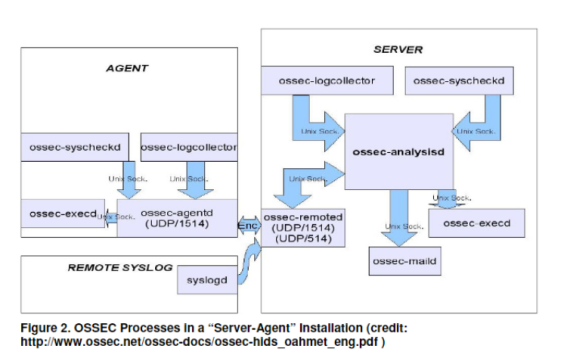 AGENT
ossec-syscheckd
ossec-logcollector
Unix Sock.
Unix Sock.
ossec-execd
Unix Sock.
ossec-agentd
(UDP/1514)
REMOTE SYSLOG
syslogd
Enc
SERVER
ossec-logcollector
ossec-syscheckd
Unix Sock.
Unix Sock.
ossec-analysisd
Unix Sock.
ossec-remoted
(UDP/1514)
(UDP/514)
Unix Sock.
Unix Sock.
ossec-execd
ossec-maild
Figure 2. OSSEC Processes in a “Server-Agent” Installation (credit:
http://www.ossec.net/ossec-docs/ossec-hids_oahmet_eng.pdf )